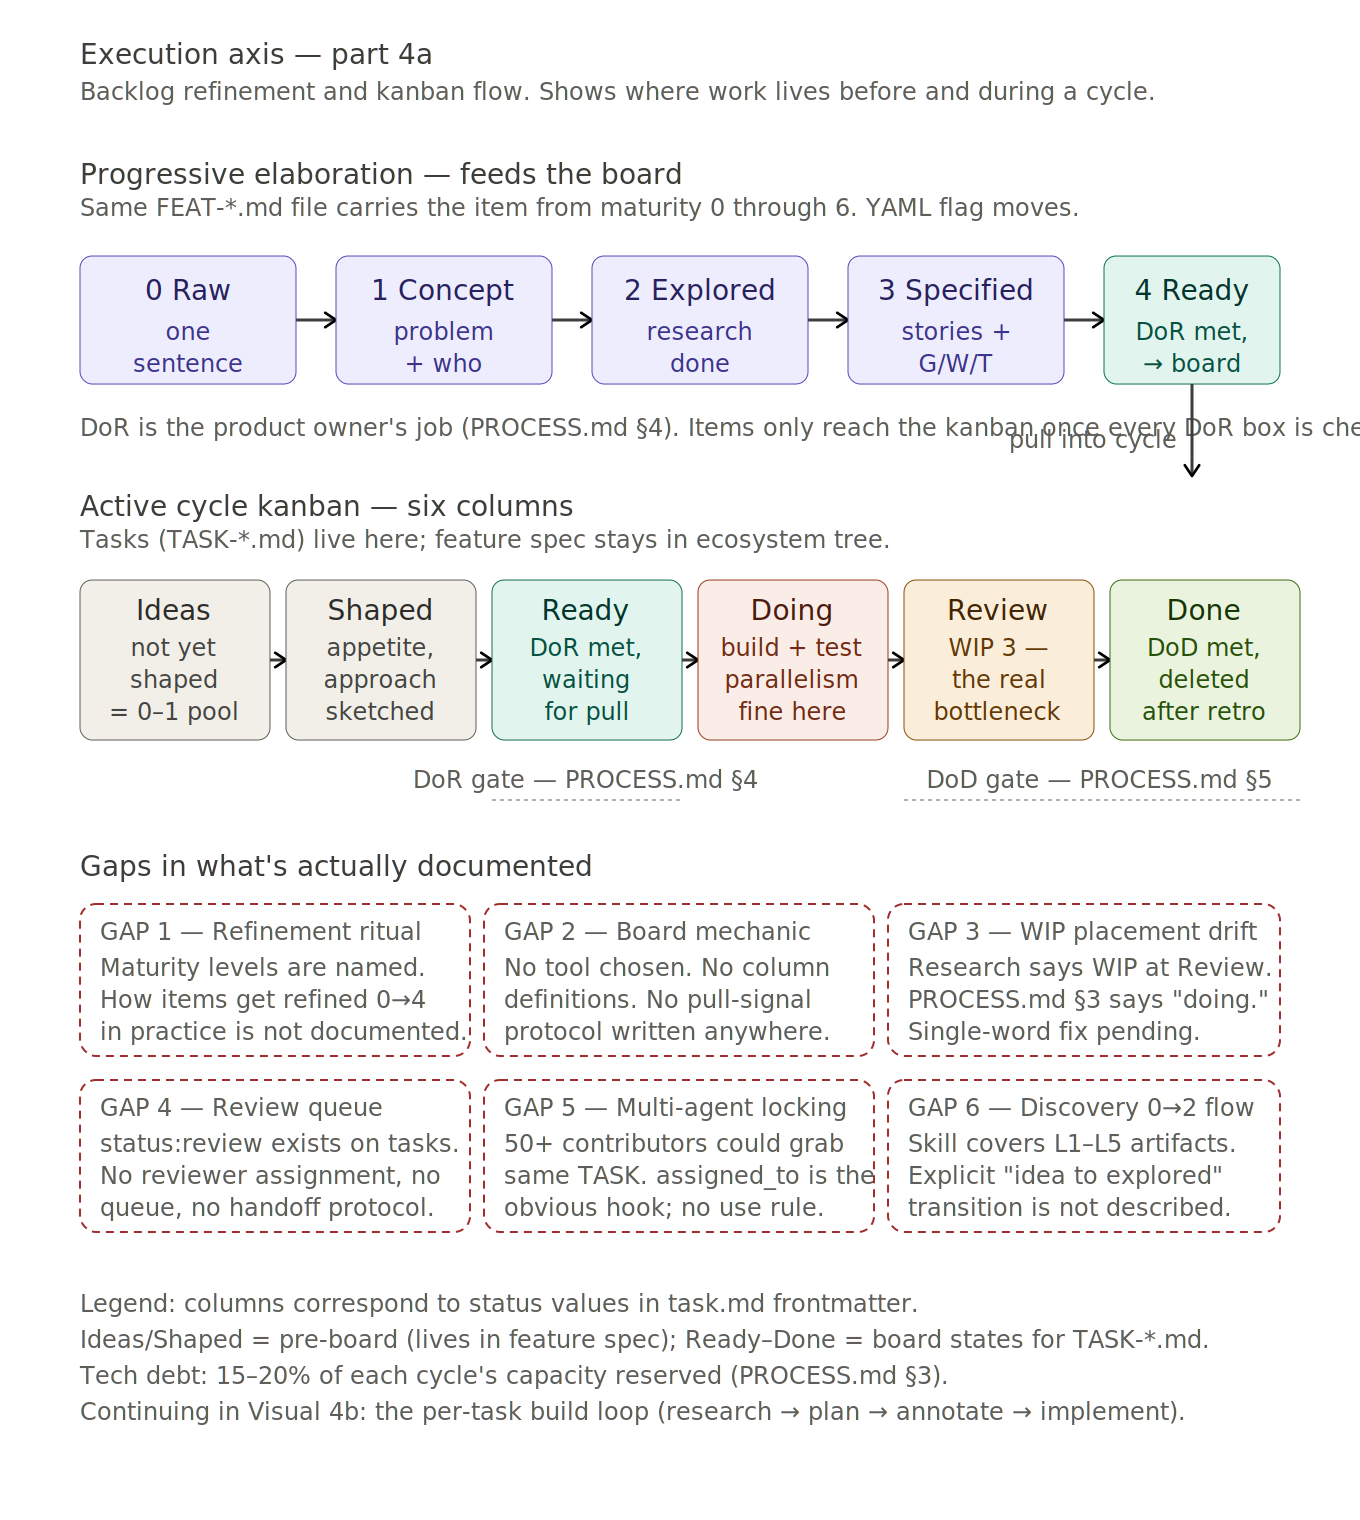 Execution axis — part 4a
Backlog refinement and kanban flow. Shows where work lives before and during a cycle.
Progressive elaboration — feeds the board
Same FEAT-*.md file carries the item from maturity 0 through 6. YAML flag moves.
0 Raw
one
sentence
1 Concept
problem
+ who
2 Explored
research
done
3 Specified
stories +
G/W/T
4 Ready
DoR met,
→ board
DoR is the product owner's job (PROCESS.md §4). Items only reach the kanban once every DoR box is
pull into cycle
Active cycle kanban — six columns
Tasks (TASK-*.md) live here; feature spec stays in ecosystem tree.
Ideas
not yet
shaped
= 0–1 pool
Shaped
appetite,
approach
sketched
Ready
DoR met,
waiting
for pull
Doing
build + test
parallelism
fine here
Review
WIP 3 —
the real
bottleneck
Done
DoD met,
deleted
after retro
DoR gate — PROCESS.md §4
DoD gate — PROCESS.md §5
Gaps in what's actually documented
GAP 1 — Refinement ritual
Maturity levels are named.
How items get refined 0→4
in practice is not documented.
GAP 2 — Board mechanic
No tool chosen. No column
definitions. No pull-signal
protocol written anywhere.
GAP 3 — WIP placement drift
Research says WIP at Review.
PROCESS.md §3 says "doing."
Single-word fix pending.
GAP 4 — Review queue
status:review exists on tasks.
No reviewer assignment, no
queue, no handoff protocol.
GAP 5 — Multi-agent locking
50+ contributors could grab
same TASK. assigned_to is the
obvious hook; no use rule.
GAP 6 — Discovery 0→2 flow
Skill covers L1–L5 artifacts.
Explicit "idea to explored"
transition is not described.
Legend: columns correspond to status values in task.md frontmatter.
Ideas/Shaped = pre-board (lives in feature spec); Ready–Done = board states for TASK-*.md.
Tech debt: 15–20% of each cycle's capacity reserved (PROCESS.md §3).
Continuing in Visual 4b: the per-task build loop (research → plan → annotate → implement).